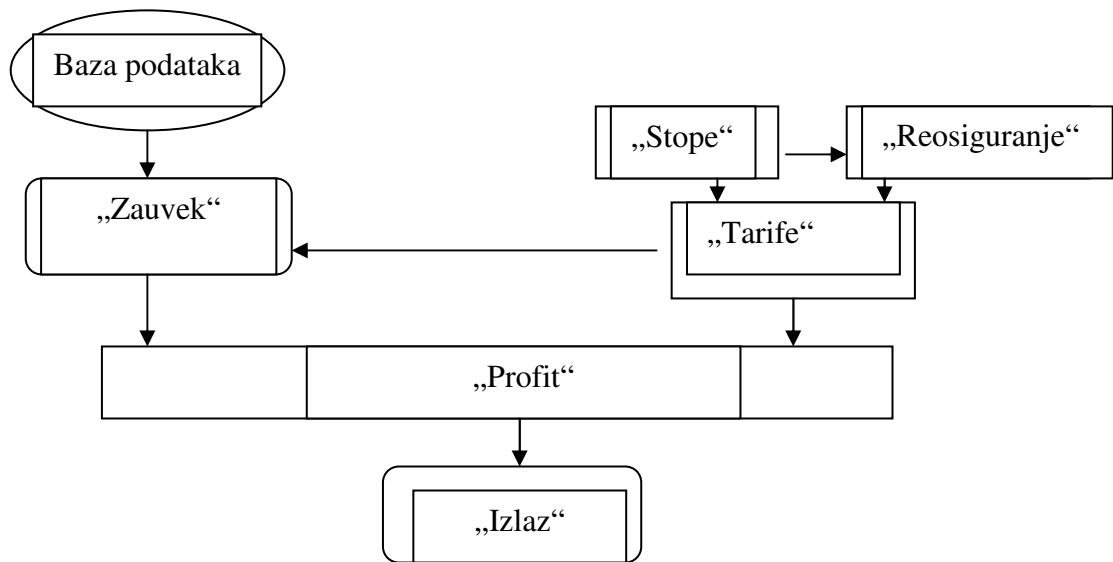 Baza podataka
„Stope“
„Reosiguranje“
„Zauvek“
„Tarife“
„Profit“
„Izlaz“